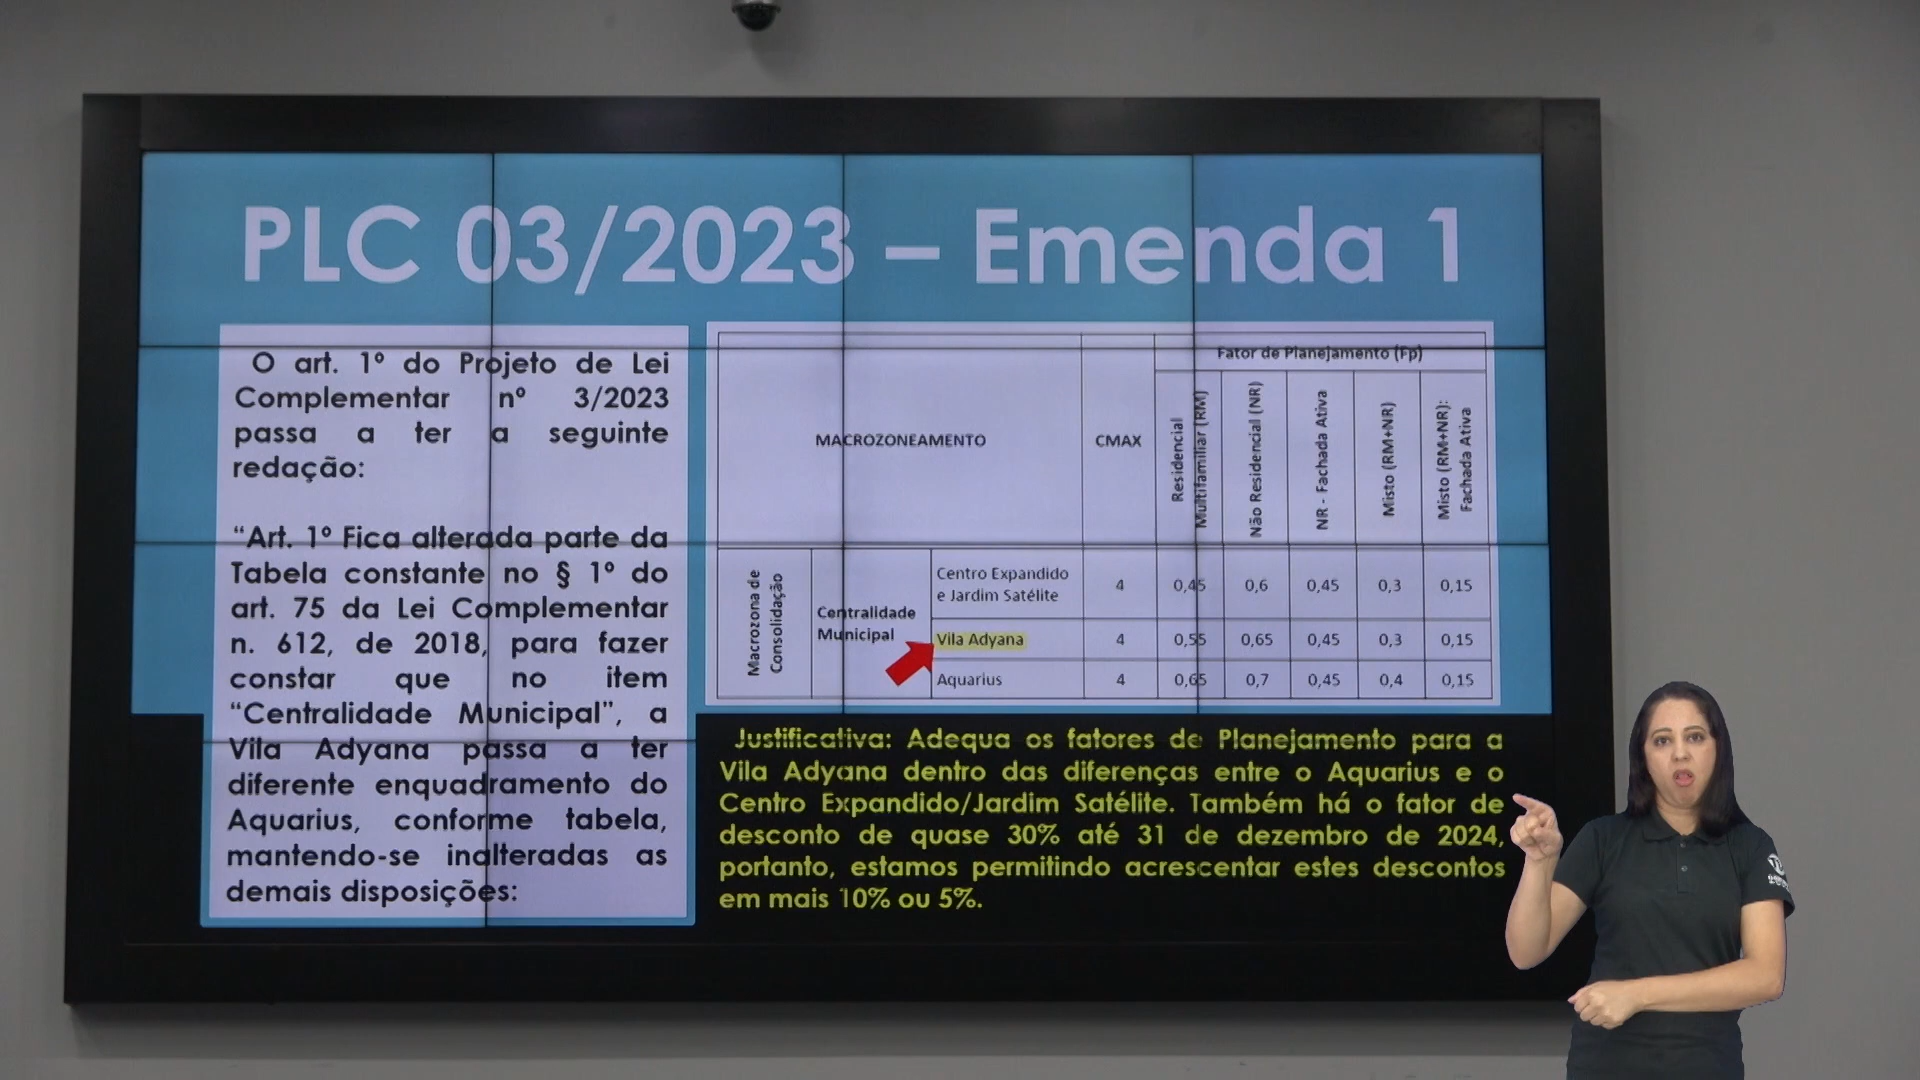 PLC 03/2023 – Emenda 1
O art. 1º do Projeto de Lei
Complementar nº 3/2023
passa a ter a seguinte
redação:
“Art. 1º Fica alterada parte da
Tabela constante no § 1º do
art. 75 da Lei Complementar
n. 612, de 2018, para fazer
constar que no item
“Centralidade Municipal”, a
Vila Adyana passa a ter
diferente enquadramento do
Aquarius, conforme tabela,
mantendo-se inalteradas as
demais disposições:
MACROZONEAMENTO
CMAX
Fator de Planejamento (Fp)
Residencial
Multifamiliar (RM)
Não Residencial (NR)
NR - Fachada Ativa
Misto (RM+NR)
Misto (RM+NR):
Fachada Ativa
Macrozona de
Consolidação
Centralidade
Municipal
Centro Expandido
e Jardim Satélite
4 0,45 0,6 0,45 0,3 0,15
Vila Adyana 4 0,55 0,65 0,45 0,3 0,15
Aquarius 4 0,65 0,7 0,45 0,4 0,15
Justificativa: Adequa os fatores de Planejamento para a
Vila Adyana dentro das diferenças entre o Aquarius e o
Centro Expandido/Jardim Satélite. Também há o fator de
desconto de quase 30% até 31 de dezembro de 2024,
portanto, estamos permitindo acrescentar estes descontos
em mais 10% ou 5%.